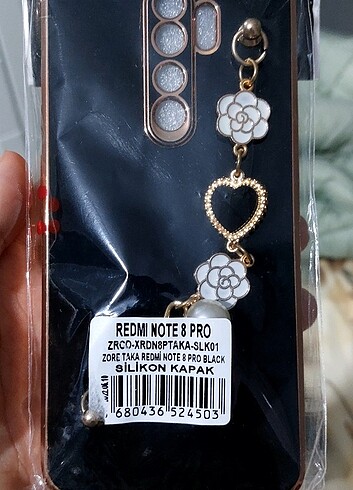 REDMI NOTE 8 PRO
ZRCO-XRDN8PTAKA-SLK01
ZORE TAKA REDMİ NOTE 8 PRO BLACK
SİLİKON KAPAK
680436 524503